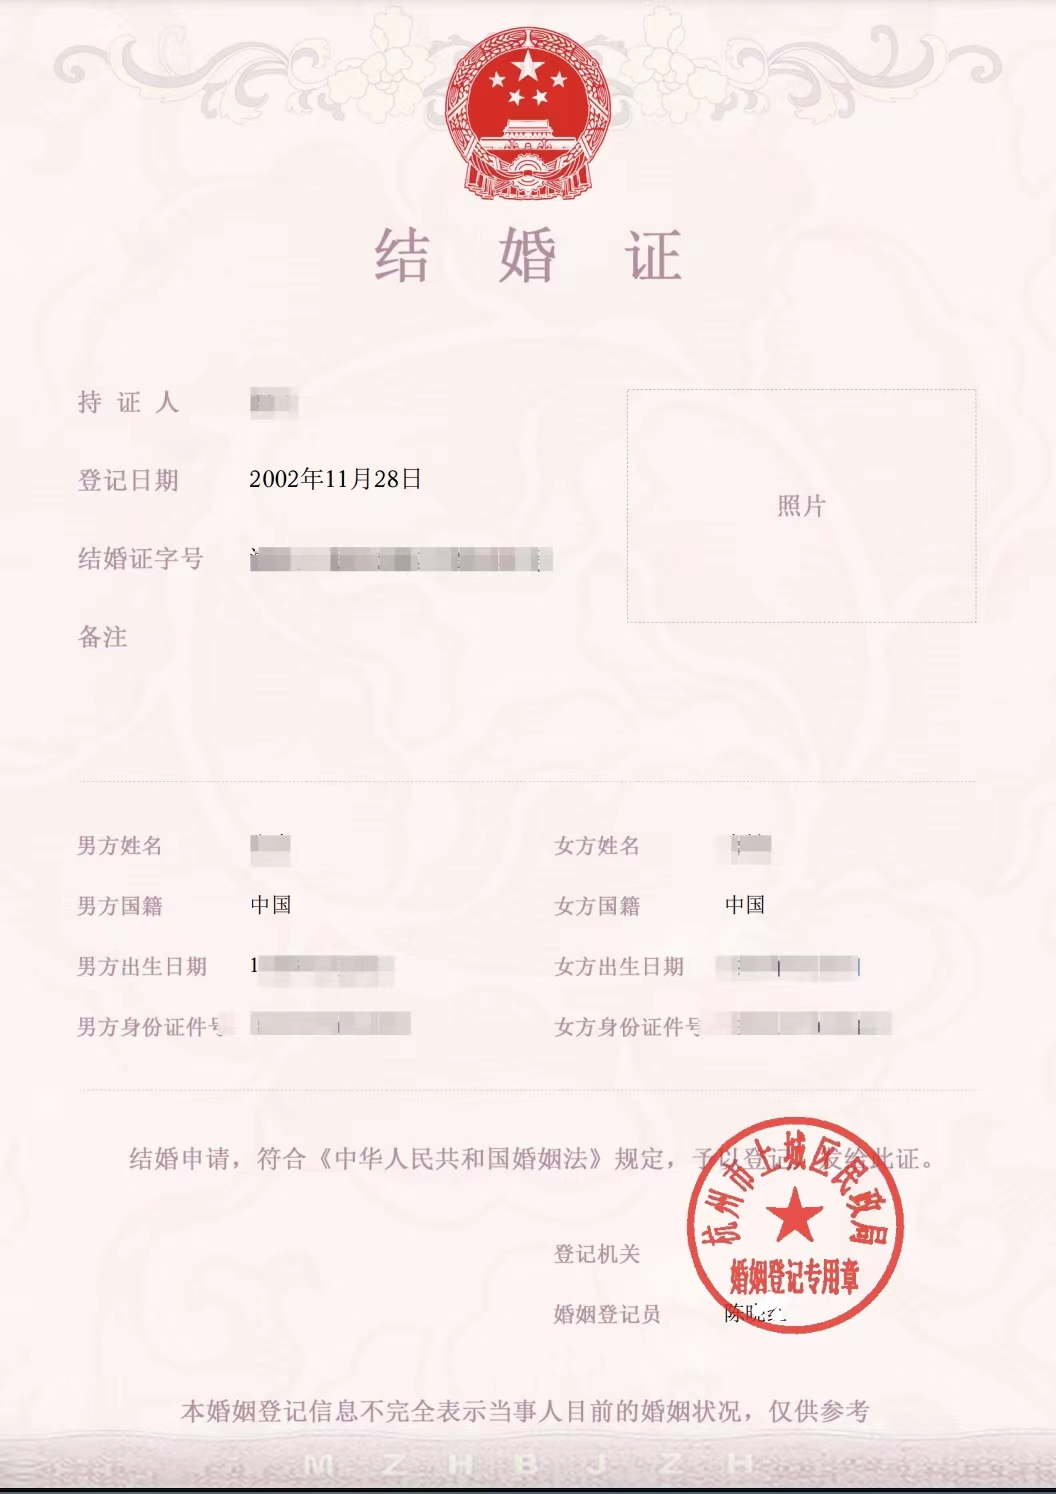 结婚证
持证人
登记日期 2002年11月28日
照片
结婚证字号
备注
男方姓名 女方姓名
男方国籍 中国 女方国籍 中国
男方出生日期 1 女方出生日期
男方身份证件号 女方身份证件号
结婚申请，符合《中华人民共和国婚姻法》规定，予以登记 发给此证。
杭州市上城区民政局
婚姻登记专用章
登记机关
婚姻登记员 陈
本婚姻登记信息不完全表示当事人目前的婚姻状况，仅供参考
MZHBJZH